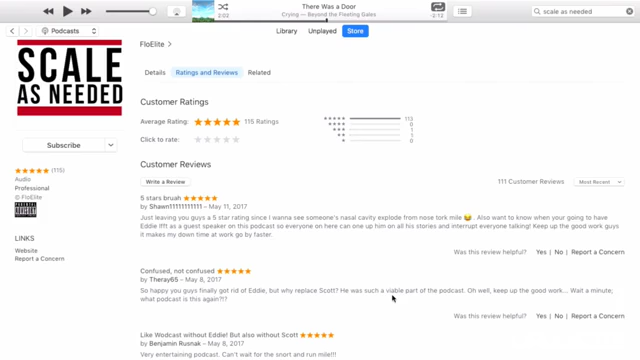 There Was a Door
Crying — Beyond the Fleeting Gales
2:02
-2:12
scale as needed
Podcasts
Library
Unplayed
Store
FloElite
Details
Ratings and Reviews
Related
SCALE
AS NEEDED
Customer Ratings
Average Rating:
115 Ratings
113
0
1
1
0
Click to rate:
Subscribe
(115)
Audio
Professional
© FloElite
LINKS
Website
Report a Concern
Customer Reviews
Write a Review
111 Customer Reviews
Most Recent
5 stars bruah
by Shawn11111111111 – May 11, 2017
Just leaving you guys a 5 star rating since I wanna see someone's nasal cavity explode from nose tork mile 😂. Also want to know your going to have
Eddie Ifft as a guest speaker on this podcast so everyone on here can one up him on all his stories and interrupt everyone talking! Keep up the good work guys
it makes my down time at work go by faster.
Was this review helpful? Yes | No | Report a Concern
Confused, not confused
by Theray65 – May 8, 2017
So happy you guys finally got rid of Eddie, but why replace Scott? He was such a viable part of the podcast. Oh well, keep up the good work... Wait a minute;
what podcast is this again?!?
Was this review helpful? Yes | No | Report a Concern
Like Wodcast without Eddie! But also without Scott
by Benjamin Rusnak – May 8, 2017
Very entertaining podcast. Can't wait for the snort and run mile!!!